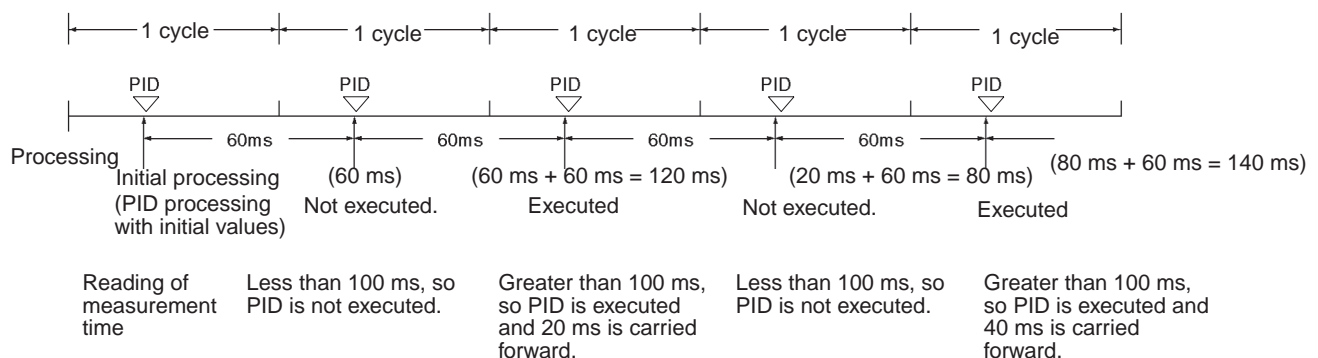 1 cycle 1 cycle 1 cycle 1 cycle 1 cycle
PID PID PID PID PID
60ms 60ms 60ms 60ms
Processing
Initial processing
(PID processing
with initial values)
(60 ms)
Not executed.
(60 ms + 60 ms = 120 ms)
Executed
(20 ms + 60 ms = 80 ms)
Not executed.
(80 ms + 60 ms = 140 ms)
Executed
Reading of
measurement
time
Less than 100 ms, so
PID is not executed.
Greater than 100 ms,
so PID is executed
and 20 ms is carried
forward.
Less than 100 ms, so
PID is not executed.
Greater than 100 ms,
so PID is executed and
40 ms is carried
forward.